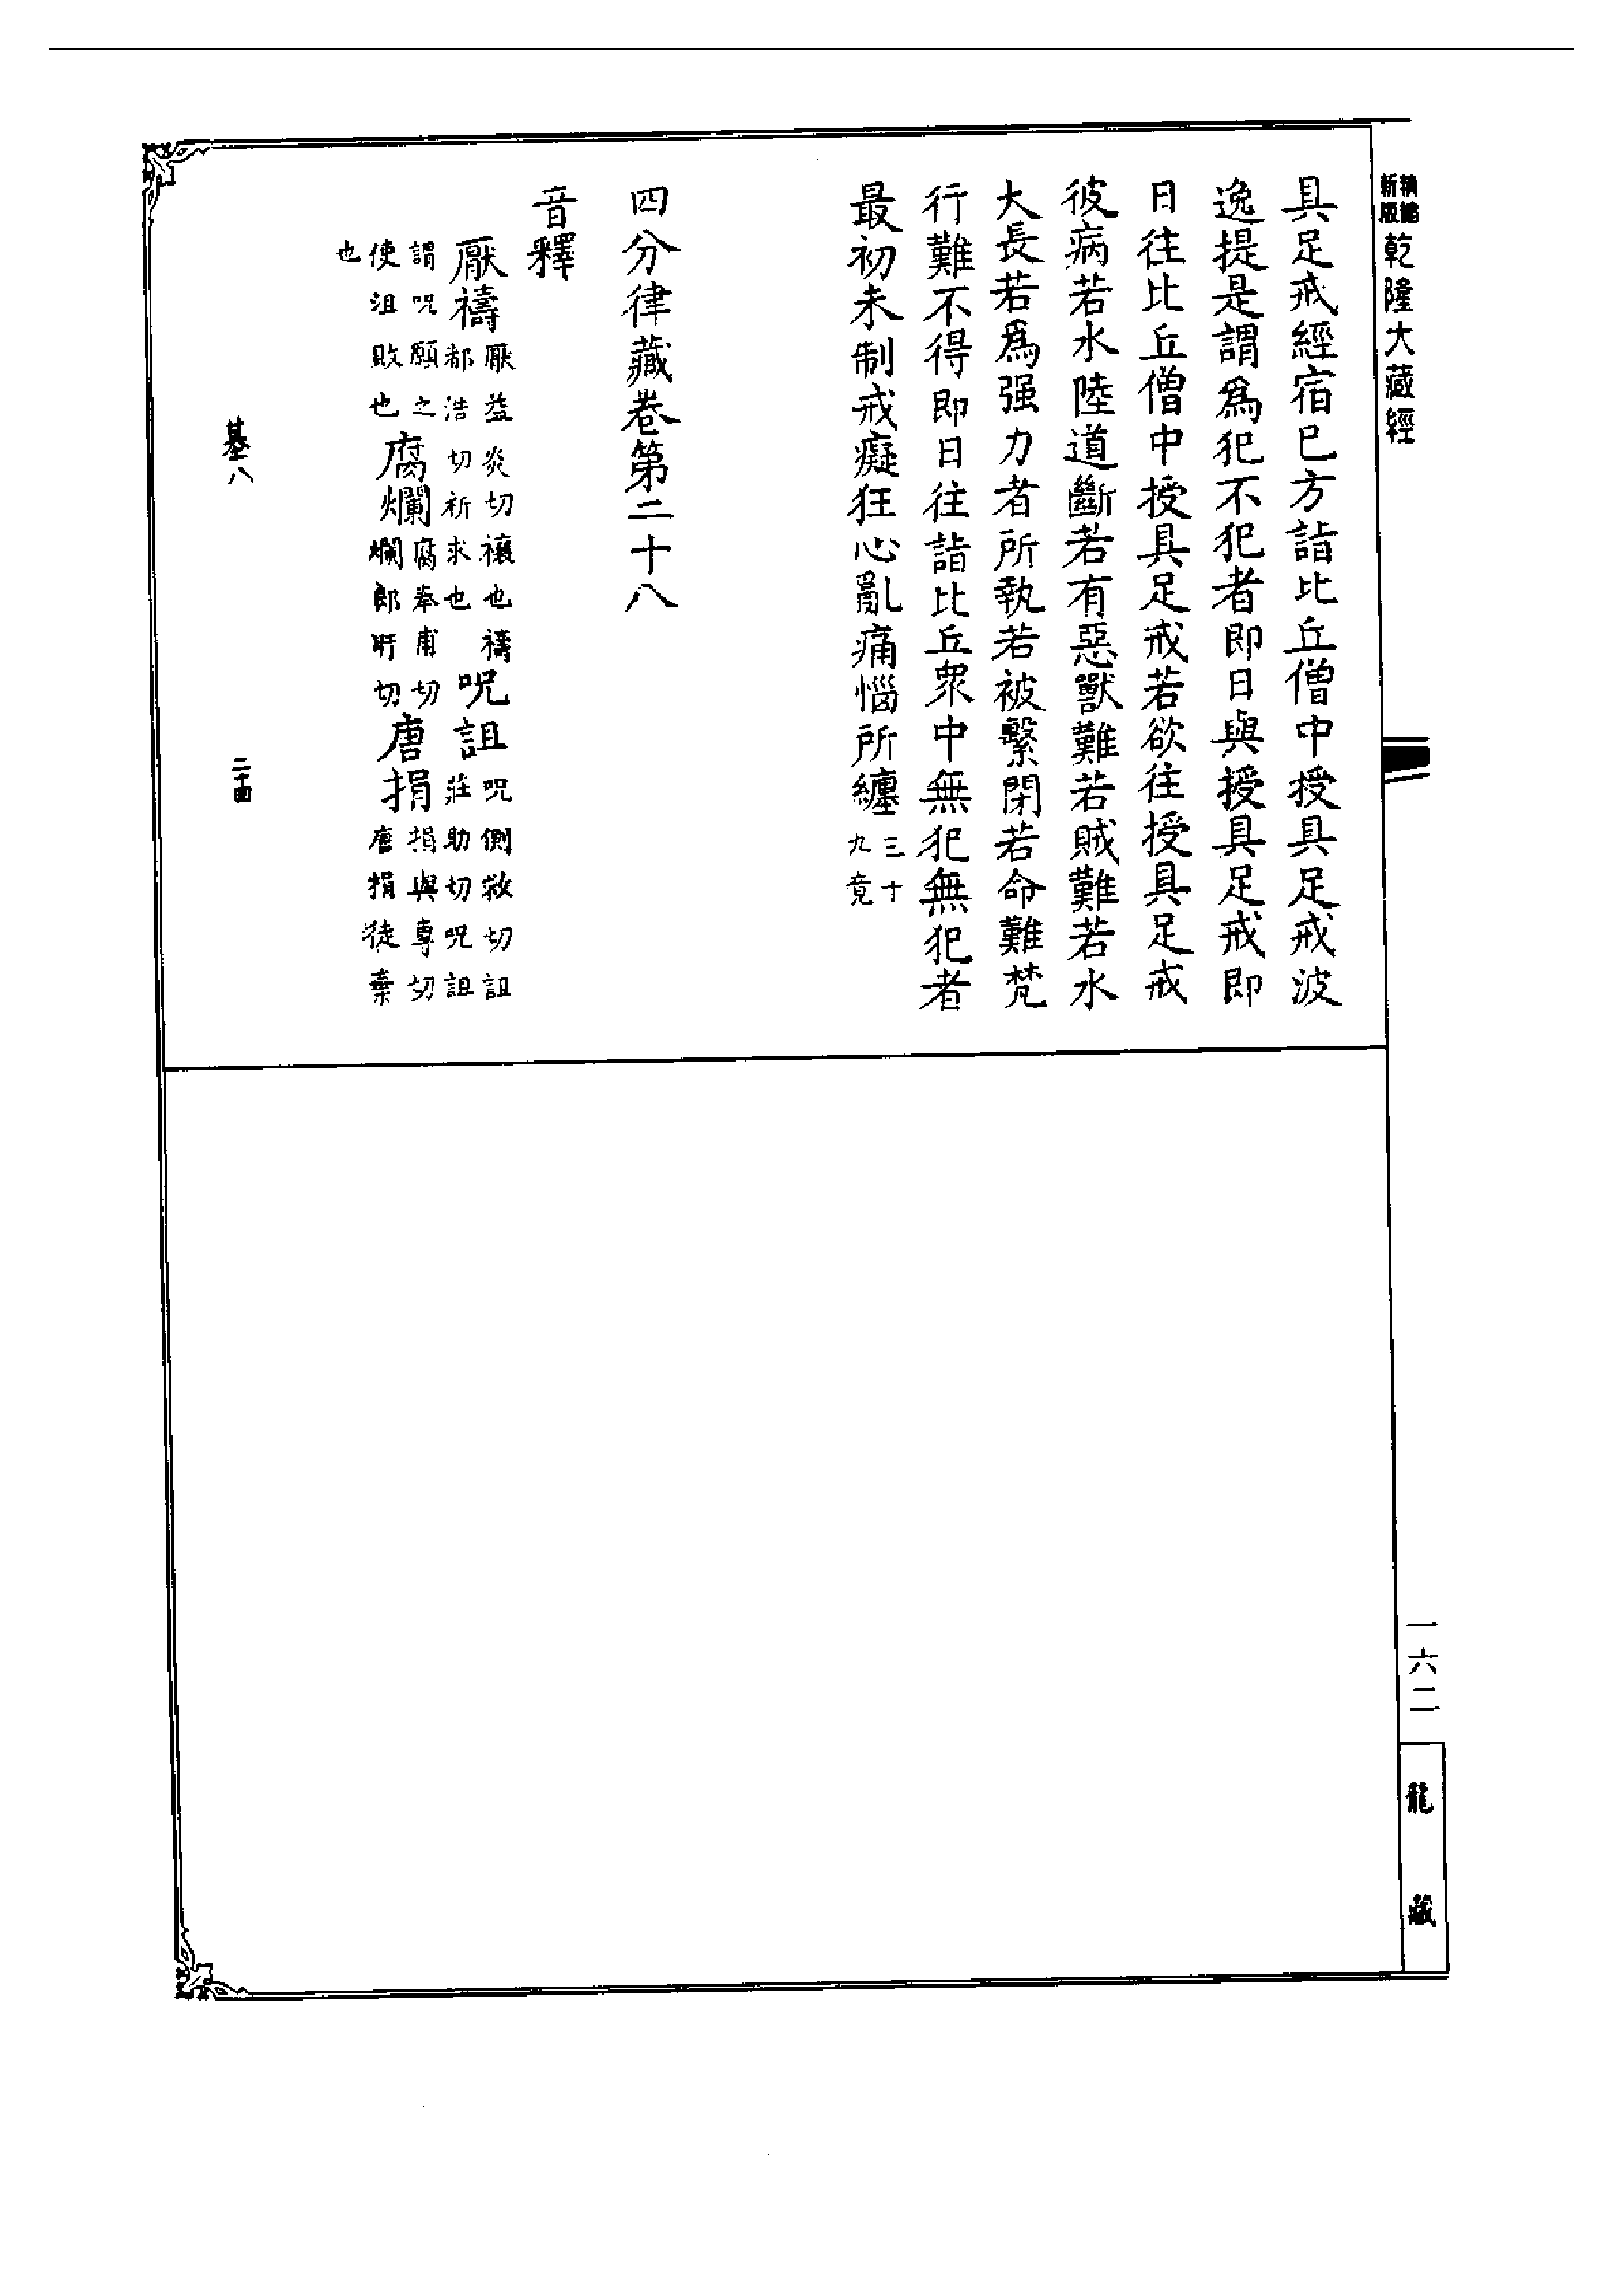 新版
精縮
乾隆大藏經
具足戒經宿已方詣比丘僧中授具足戒波
逸提是謂爲犯不犯者即日與授具足戒即
日往比丘僧中授具足戒若欲往授具足戒
彼病若水陸道斷若有惡獸難若賊難若水
大長若爲强力者所執若被繫閉若命難梵
行難不得即日往詣比丘眾中無犯無犯者
最初未制戒癡狂心亂痛惱所纏三十九竟
四分律藏卷第二十八
音釋
厭禱厭益炎切禳也禱都浩切祈求也 呪詛呪側救切詛莊助切呪詛
謂呪願之使沮敗也 腐爛腐奉甫切爛郎旰切 唐捐捐與專切唐捐徒棄
也
基八
一六二
龍藏